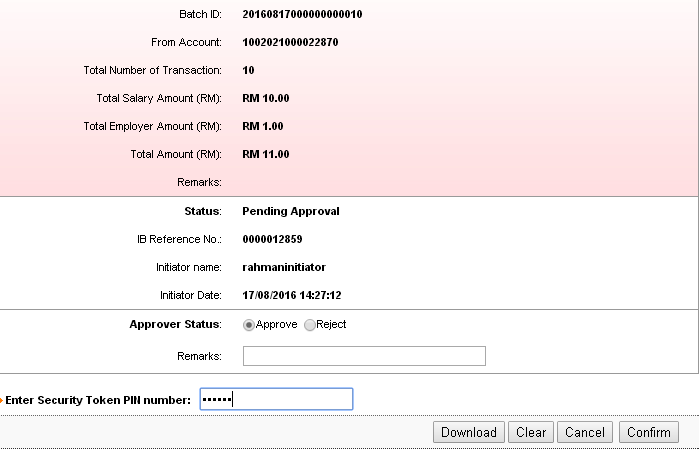 Batch ID: 20160817000000000010
From Account: 1002021000022870
Total Number of Transaction: 10
Total Salary Amount (RM): RM 10.00
Total Employer Amount (RM): RM 1.00
Total Amount (RM): RM 11.00
Remarks:
Status: Pending Approval
IB Reference No.: 0000012859
Initiator name: rahmaninitiator
Initiator Date: 17/08/2016 14:27:12
Approver Status: Approve Reject
Remarks:
Enter Security Token PIN number: ••••••
Download Clear Cancel Confirm